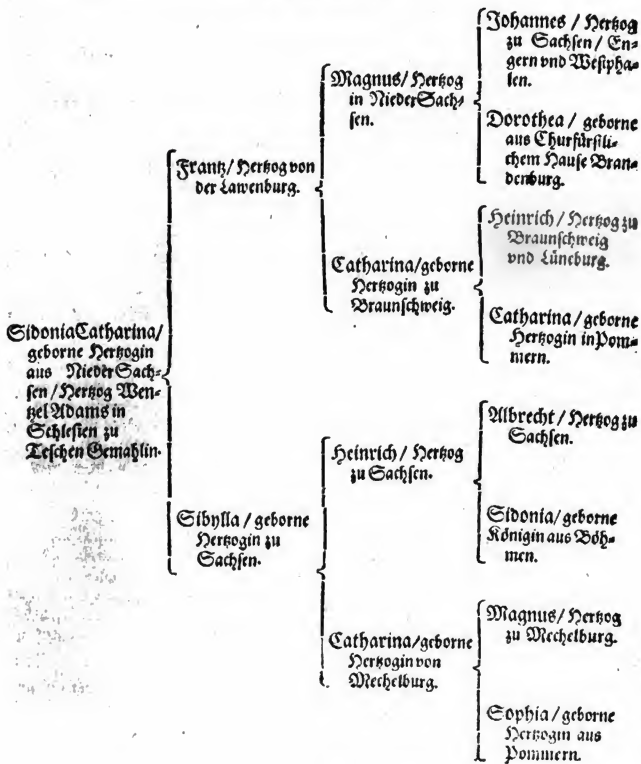 Sidonia Catharina/
geborne Hertzogin
aus NiederSach-
sen/Hertzog Wen-
tzel Adams in
Schlesien zu
Teschen Gemahlin.
Frantz/Hertzog von
der Lawenburg.
Magnus/Hertzog
in NiederSach-
sen.
Johannes / Hertzog
zu Sachsen/ En-
gern vnd Westpha-
len.
Dorothea / geborne
aus Churfürstli-
chem Hause Bran-
denburg.
Catharina/geborne
Hertzogin zu
Braunschweig.
Heinrich/Hertzog zu
Braunschweig
vnd Lüneburg.
Catharina/geborne
Hertzogin in Pom-
mern.
Sibylla / geborne
Hertzogin zu
Sachsen.
Heinrich/ Hertzog
zu Sachsen.
Albrecht/Hertzog zu
Sachsen.
Sidonia/geborne
Königin aus Böh-
men.
Catharina/geborne
Hertzogin von
Mechelburg.
Magnus/Hertzog
zu Mechelburg.
Sophia/geborne
Hertzogin aus
Pommern.